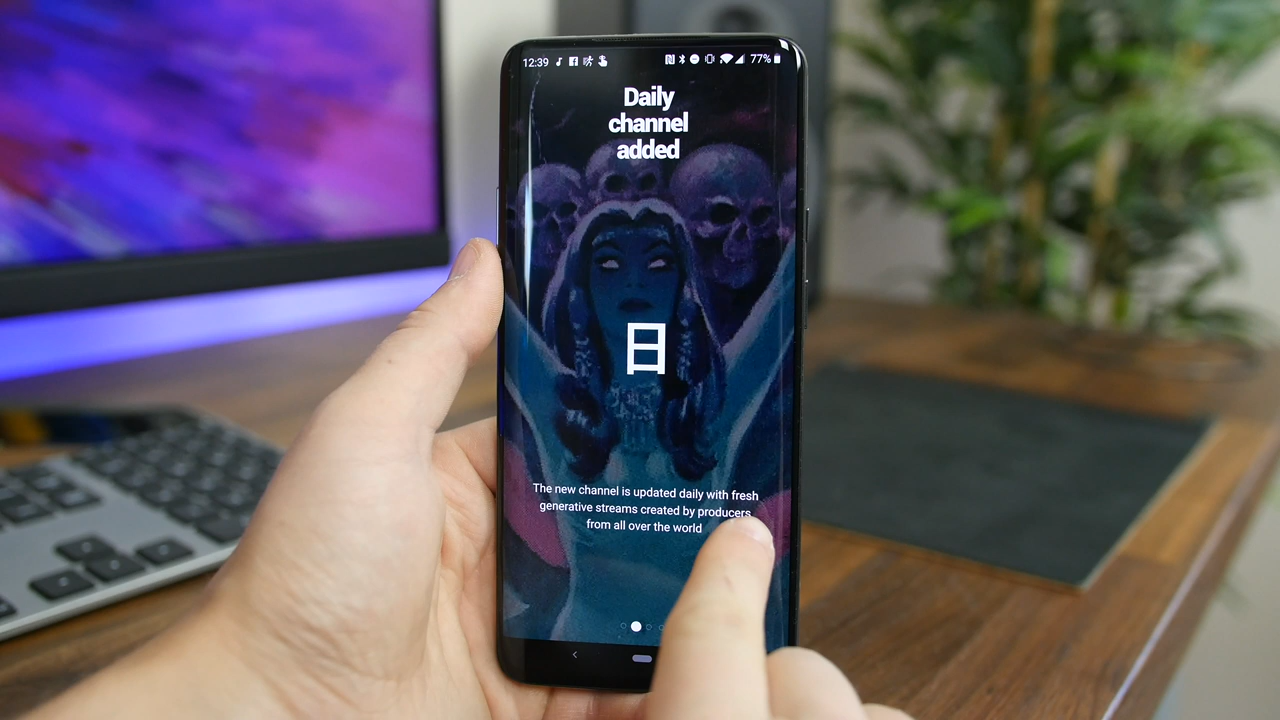 12:39
77%
Daily
channel
added
The new channel is updated daily with fresh
generative streams created by producers
from all over the world